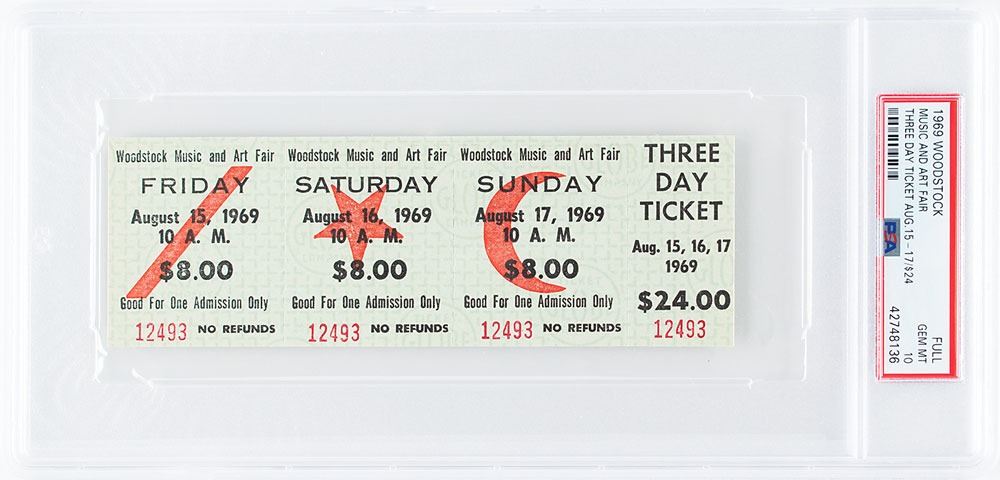 Woodstock Music and Art Fair
FRIDAY
August 15, 1969
10 A. M.
$8.00
Good For One Admission Only
12493 NO REFUNDS
Woodstock Music and Art Fair
SATURDAY
August 16, 1969
10 A. M.
$8.00
Good For One Admission Only
12493 NO REFUNDS
Woodstock Music and Art Fair
SUNDAY
August 17, 1969
10 A. M.
$8.00
Good For One Admission Only
12493 NO REFUNDS
THREE
DAY
TICKET
Aug. 15, 16, 17
1969
$24.00
12493
1969 WOODSTOCK
MUSIC AND ART FAIR
THREE DAY TICKET AUG.15 - 17/$24
PSA
FULL
GEM MT 10
42748136